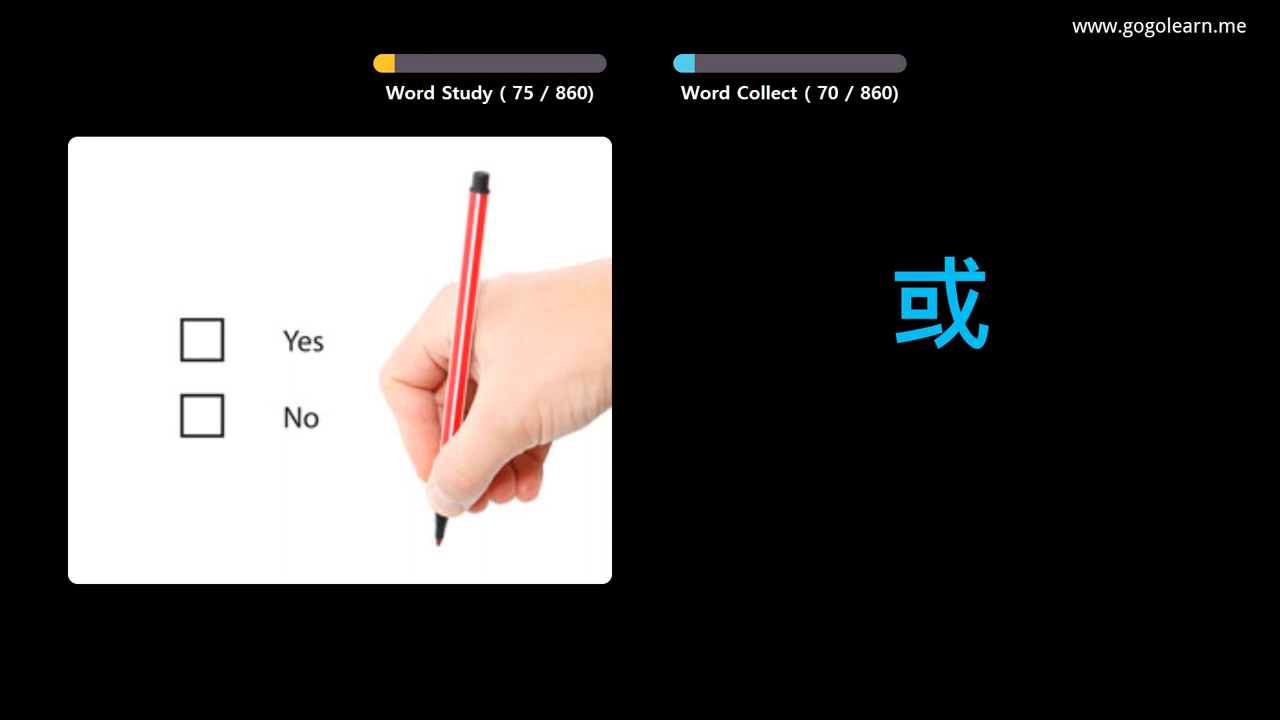 www.gogolearn.me
Word Study ( 75 / 860)
Word Collect ( 70 / 860)
或
Yes
No